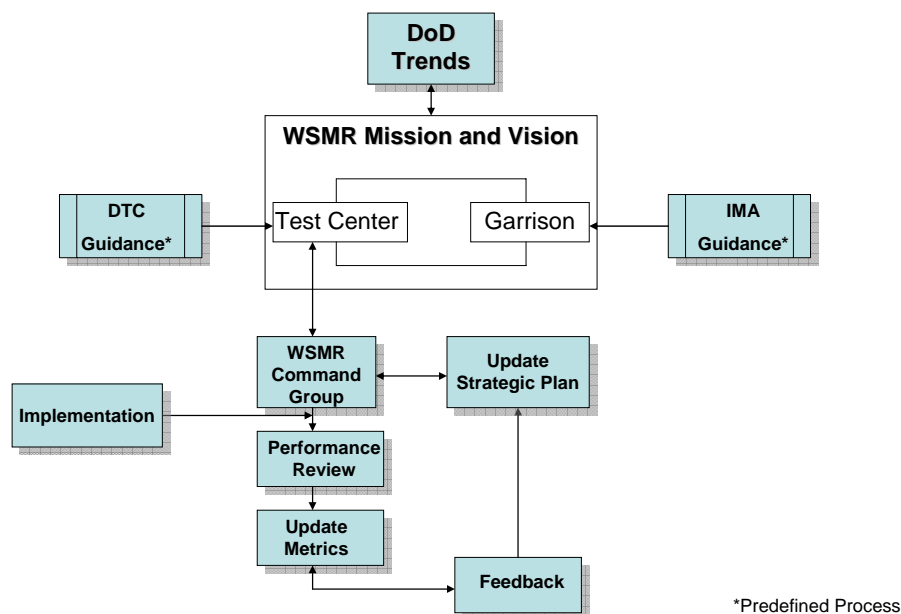 DoD
Trends
WSMR Mission and Vision
DTC
Guidance*
Test Center
Garrison
IMA
Guidance*
WSMR
Command
Group
Update
Strategic Plan
Implementation
Performance
Review
Update
Metrics
Feedback
*Predefined Process